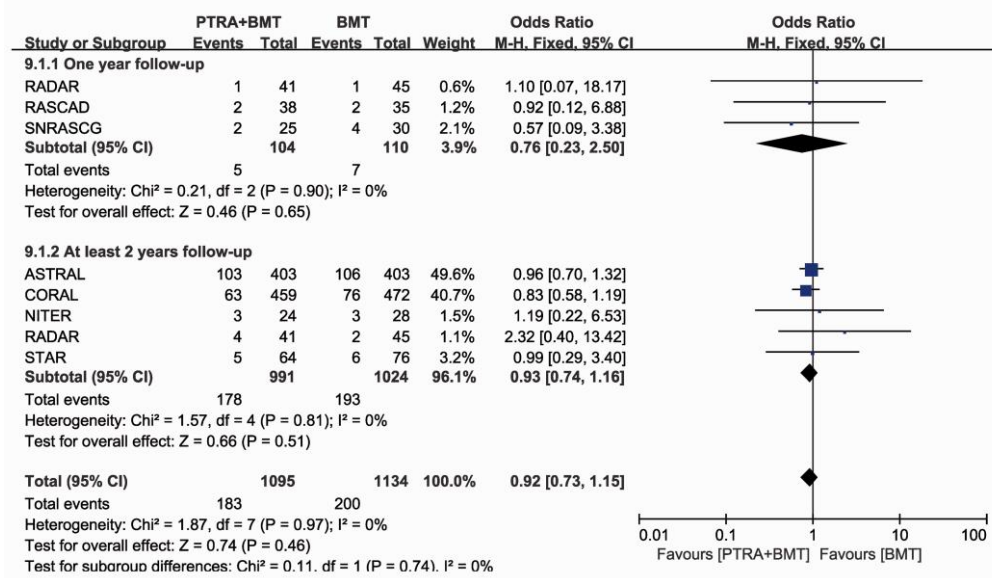 PTRA+BMT BMT Odds Ratio Odds Ratio
Study or Subgroup Events Total Events Total Weight M-H, Fixed, 95% CI M-H, Fixed, 95% CI
9.1.1 One year follow-up
RADAR 1 41 1 45 0.6% 1.10 [0.07, 18.17]
RASCAD 2 38 2 35 1.2% 0.92 [0.12, 6.88]
SNRASCG 2 25 4 30 2.1% 0.57 [0.09, 3.38]
Subtotal (95% CI) 104 110 3.9% 0.76 [0.23, 2.50]
Total events 5 7
Heterogeneity: Chi² = 0.21, df = 2 (P = 0.90); I² = 0%
Test for overall effect: Z = 0.46 (P = 0.65)
9.1.2 At least 2 years follow-up
ASTRAL 103 403 106 403 49.6% 0.96 [0.70, 1.32]
CORAL 63 459 76 472 40.7% 0.83 [0.58, 1.19]
NITER 3 24 3 28 1.5% 1.19 [0.22, 6.53]
RADAR 4 41 2 45 1.1% 2.32 [0.40, 13.42]
STAR 5 64 6 76 3.2% 0.99 [0.29, 3.40]
Subtotal (95% CI) 991 1024 96.1% 0.93 [0.74, 1.16]
Total events 178 193
Heterogeneity: Chi² = 1.57, df = 4 (P = 0.81); I² = 0%
Test for overall effect: Z = 0.66 (P = 0.51)
Total (95% CI) 1095 1134 100.0% 0.92 [0.73, 1.15]
Total events 183 200
Heterogeneity: Chi² = 1.87, df = 7 (P = 0.97); I² = 0%
Test for overall effect: Z = 0.74 (P = 0.46)
Test for subgroup differences: Chi² = 0.11, df = 1 (P = 0.74), I² = 0%
0.01 0.1 1 10 100
Favours [PTRA+BMT] Favours [BMT]